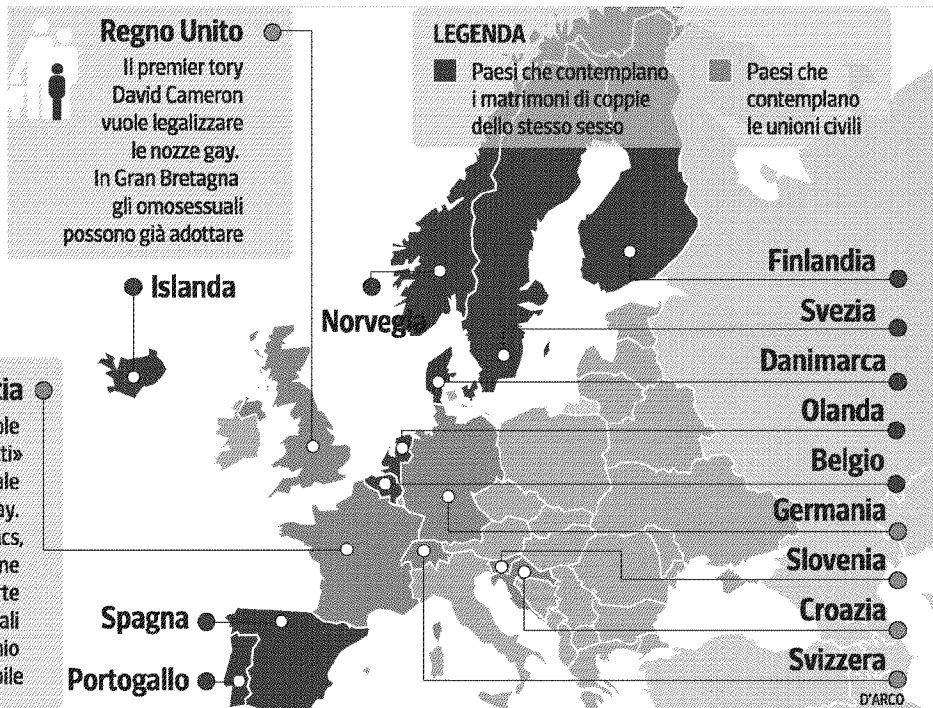 Regno Unito
Il premier tory
David Cameron
vuole legalizzare
le nozze gay.
In Gran Bretagna
gli omosessuali
possono già adottare
LEGENDA
Paesi che contemplano
i matrimoni di coppie
dello stesso sesso
Paesi che
contemplano
le unioni civili
Islanda
Norvegia
Finlandia
Svezia
Danimarca
Olanda
Belgio
Germania
Slovenia
Croazia
Svizzera
Spagna
Portogallo
D'ARCO